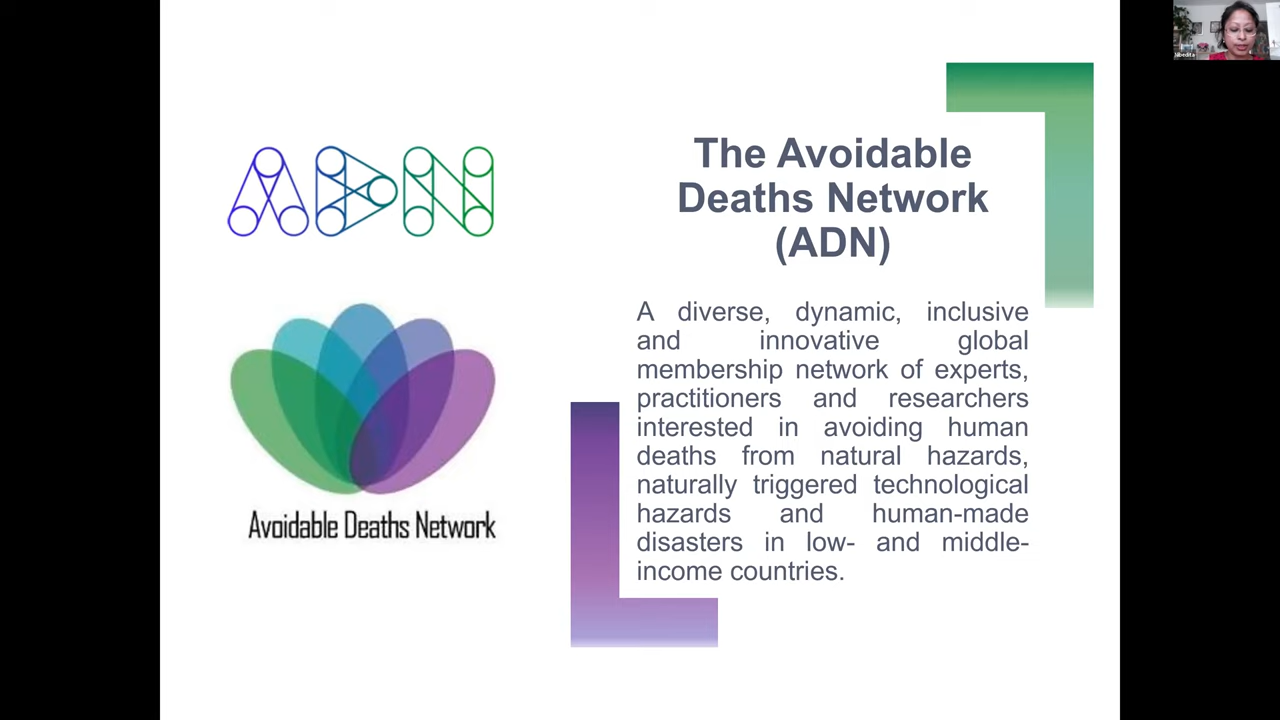 ADN
Avoidable Deaths Network
The Avoidable
Deaths Network
(ADN)
A diverse, dynamic, inclusive
and innovative global
membership network of experts,
practitioners and researchers
interested in avoiding human
deaths from natural hazards,
naturally triggered technological
hazards and human-made
disasters in low- and middle-
income countries.